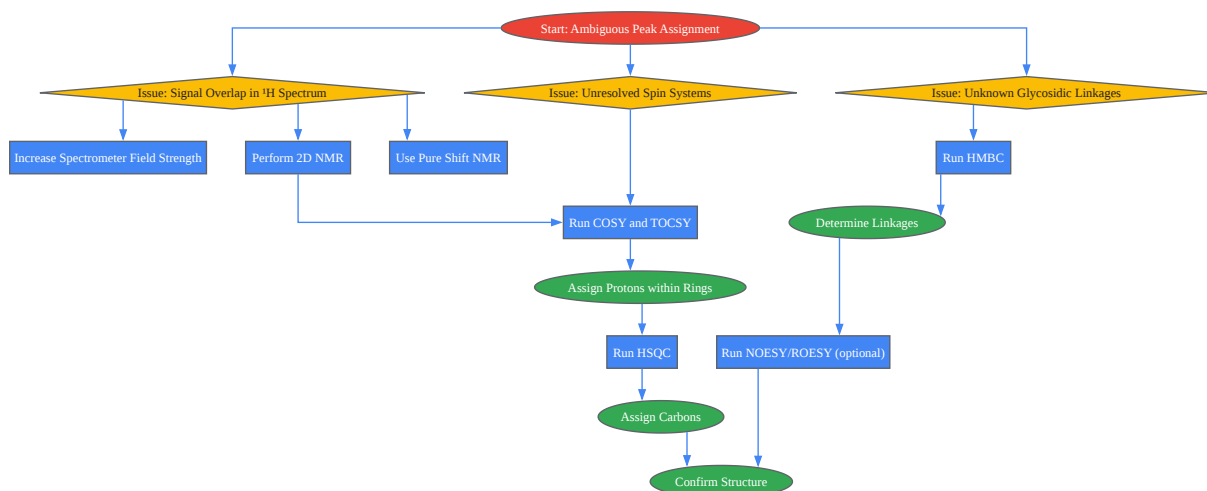 Start: Ambiguous Peak Assignment
Issue: Signal Overlap in ¹H Spectrum
Issue: Unresolved Spin Systems
Issue: Unknown Glycosidic Linkages
Increase Spectrometer Field Strength
Perform 2D NMR
Use Pure Shift NMR
Run HMBC
Run COSY and TOCSY
Determine Linkages
Assign Protons within Rings
Run HSQC
Run NOESY/ROESY (optional)
Assign Carbons
Confirm Structure